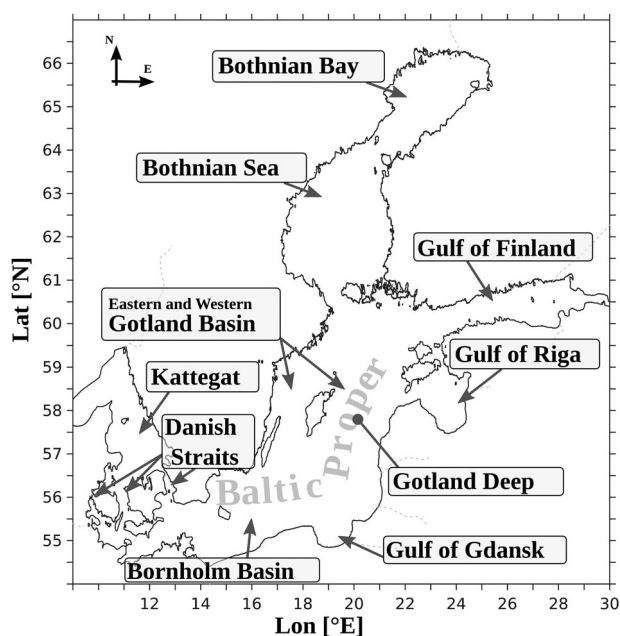 N
E
Bothnian Bay
Bothnian Sea
Gulf of Finland
Eastern and Western
Gotland Basin
Gulf of Riga
Kattegat
Danish
Straits
Baltic Proper
Gotland Deep
Gulf of Gdansk
Bornholm Basin
66
65
64
63
62
61
60
59
58
57
56
55
Lat [°N]
12 14 16 18 20 22 24 26 28 30
Lon [°E]